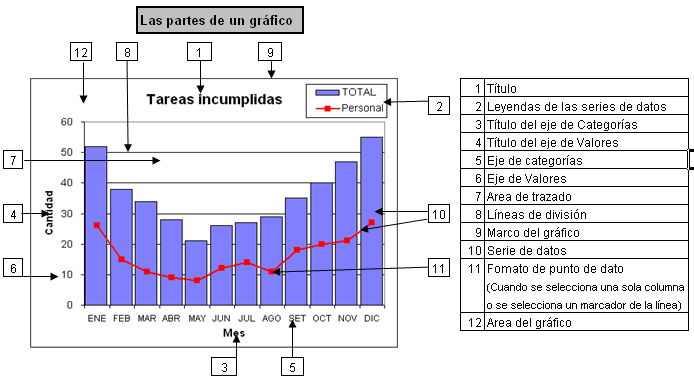 Las partes de un gráfico
12
8
1
9
Tareas incumplidas
TOTAL
Personal
2
7
4
6
10
11
Cantidad
60
50
40
30
20
10
0
ENE FEB MAR ABR MAY JUN JUL AGO SET OCT NOV DIC
Mes
3
5
1 Título
2 Leyendas de las series de datos
3 Título del eje de Categorías
4 Título del eje de Valores
5 Eje de categorías
6 Eje de Valores
7 Area de trazado
8 Líneas de división
9 Marco del gráfico
10 Serie de datos
11 Fomato de punto de dato
(Cuando se selecciona una sola columna
o se selecciona un marcador de la línea)
12 Area del gráfico